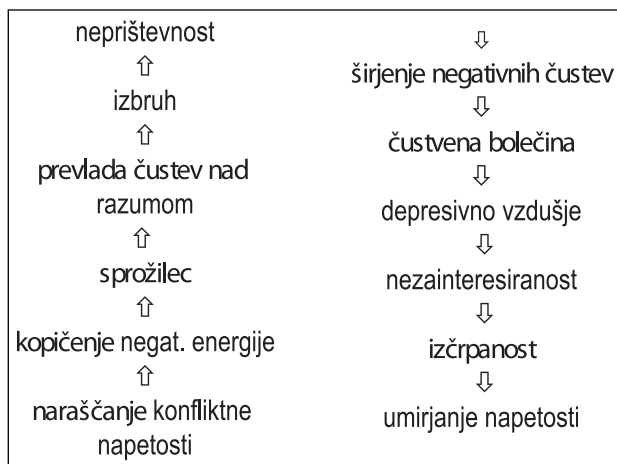 neprištevnost
⇧
izbruh
⇧
prevlada čustev nad
razumom
⇧
sprožilec
⇧
kopičenje negat. energije
⇧
naraščanje konfliktne
napetosti
⇩
širjenje negativnih čustev
⇩
čustvena bolečina
⇩
depresivno vzdušje
⇩
nezainteresiranost
⇩
izčrpanost
⇩
umirjanje napetosti